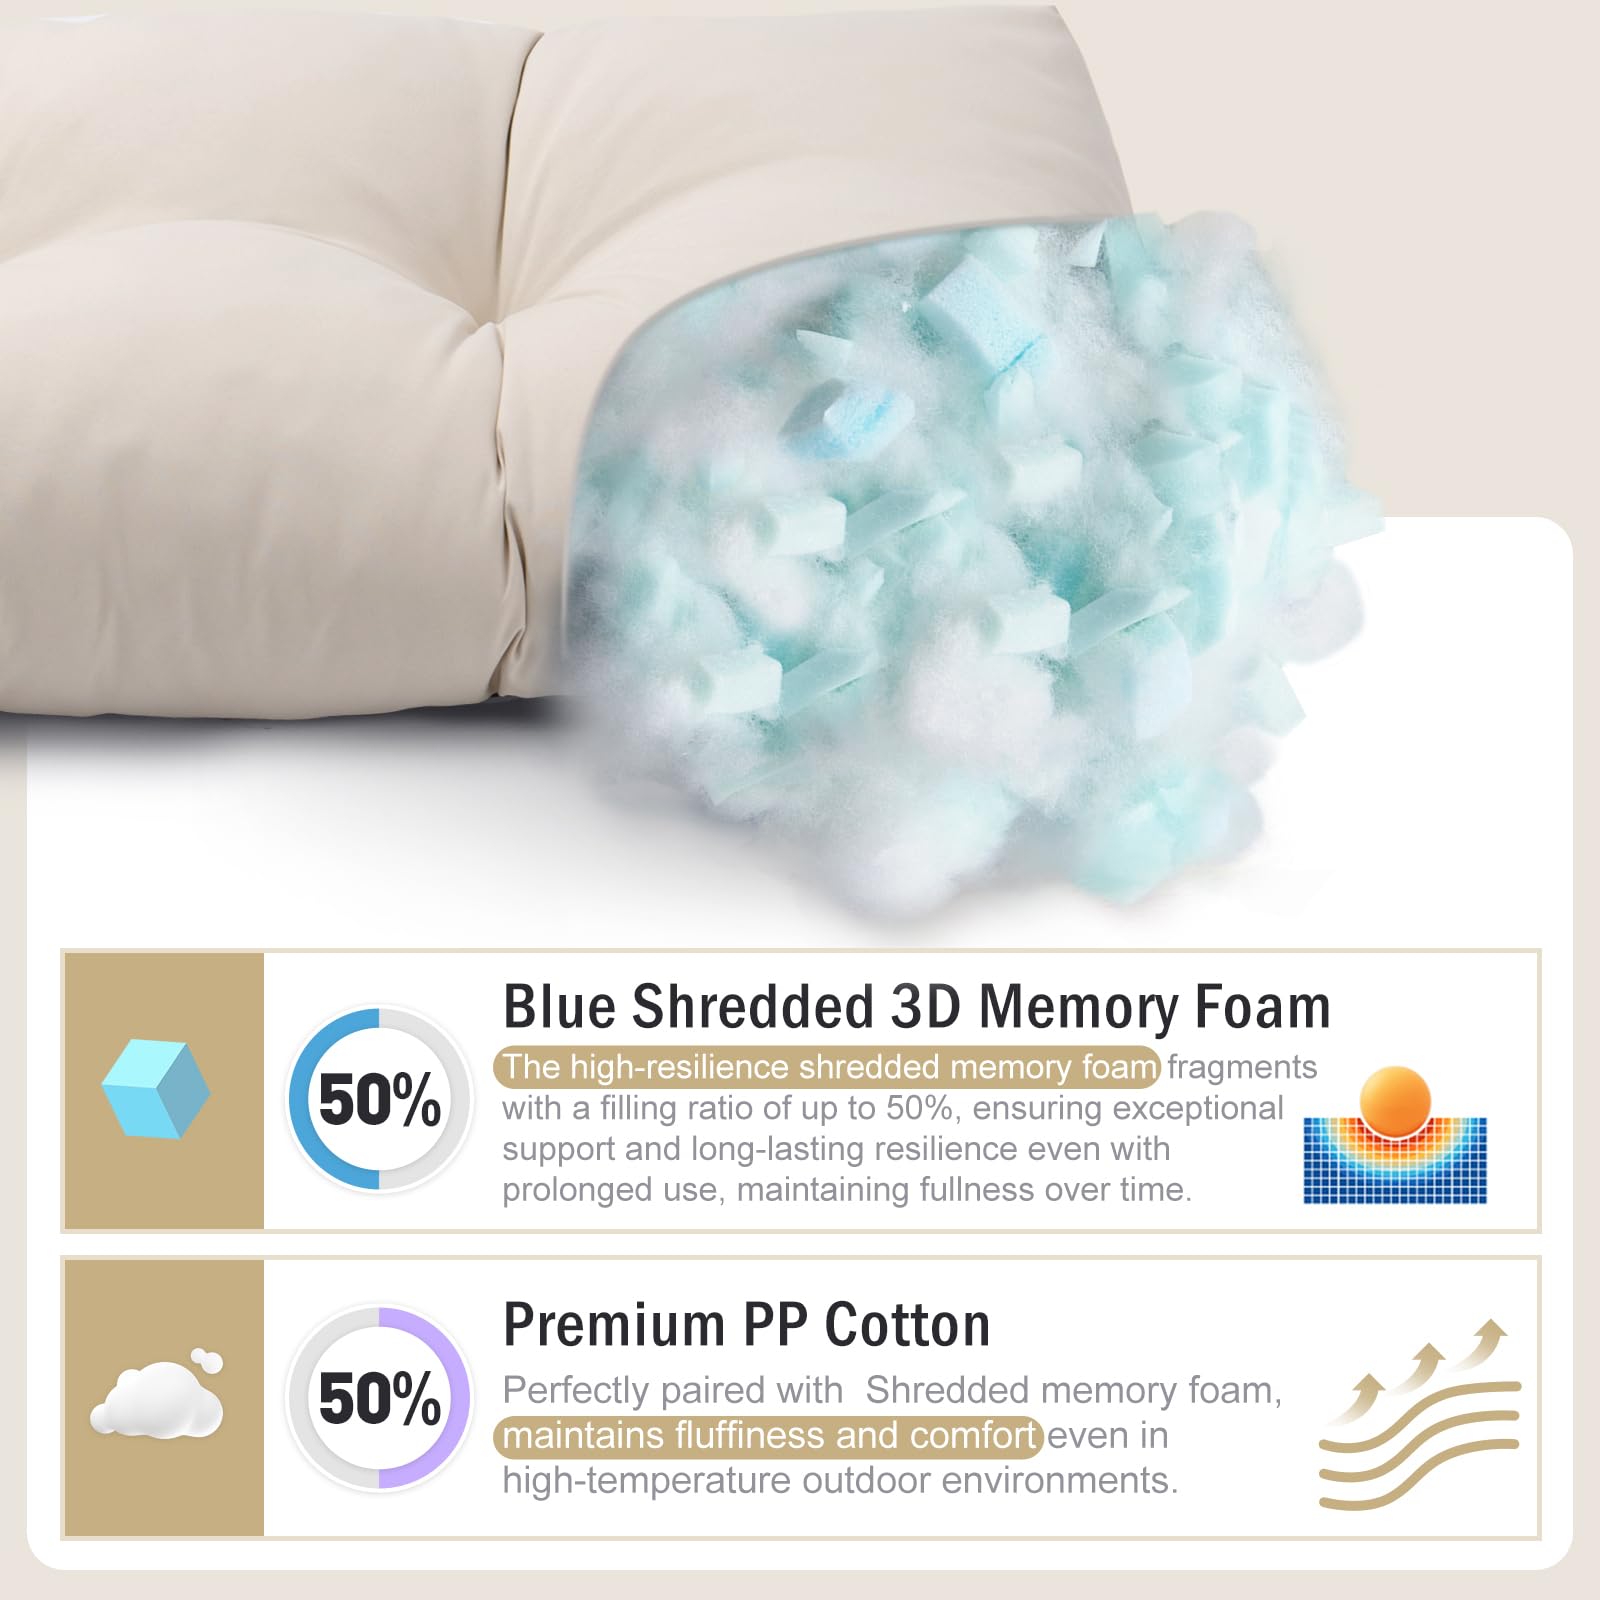 Blue Shredded 3D Memory Foam
50%
The high-resilience shredded memory foam fragments
with a filling ratio of up to 50%, ensuring exceptional
support and long-lasting resilience even with
prolonged use, maintaining fullness over time.
Premium PP Cotton
50%
Perfectly paired with  Shredded memory foam,
maintains fluffiness and comfort even in
high-temperature outdoor environments.